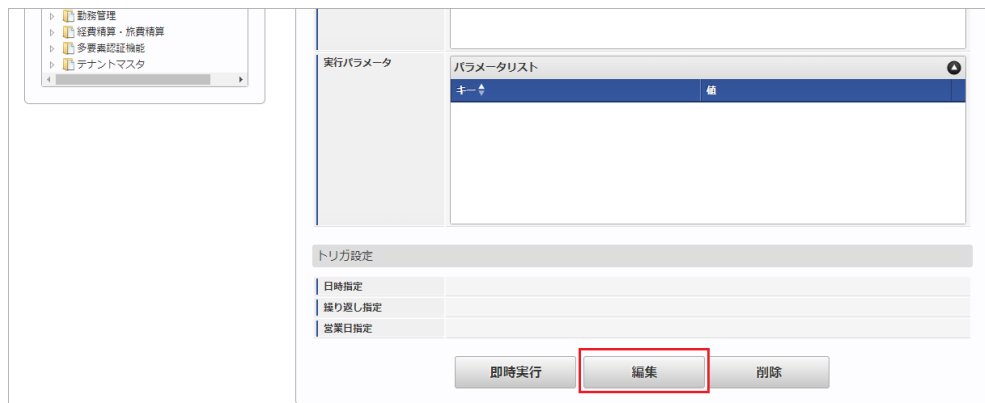 勤務管理
経費精算・旅費精算
多要素認証機能
テナントマスタ
実行パラメータ
パラメータリスト
キー 値
トリガ設定
日時指定
繰り返し指定
営業日指定
即時実行 編集 削除